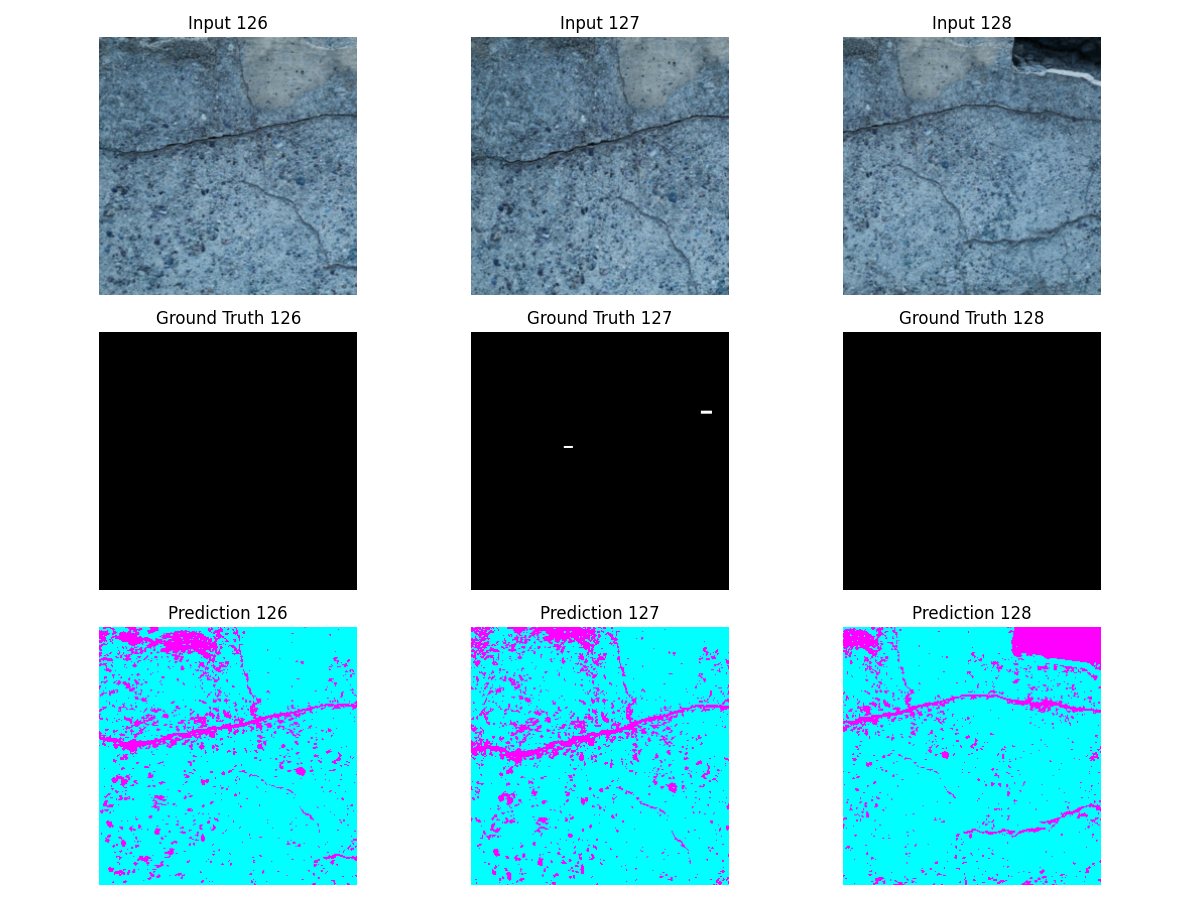 Input 126
Input 127
Input 128
Ground Truth 126
Ground Truth 127
Ground Truth 128
Prediction 126
Prediction 127
Prediction 128